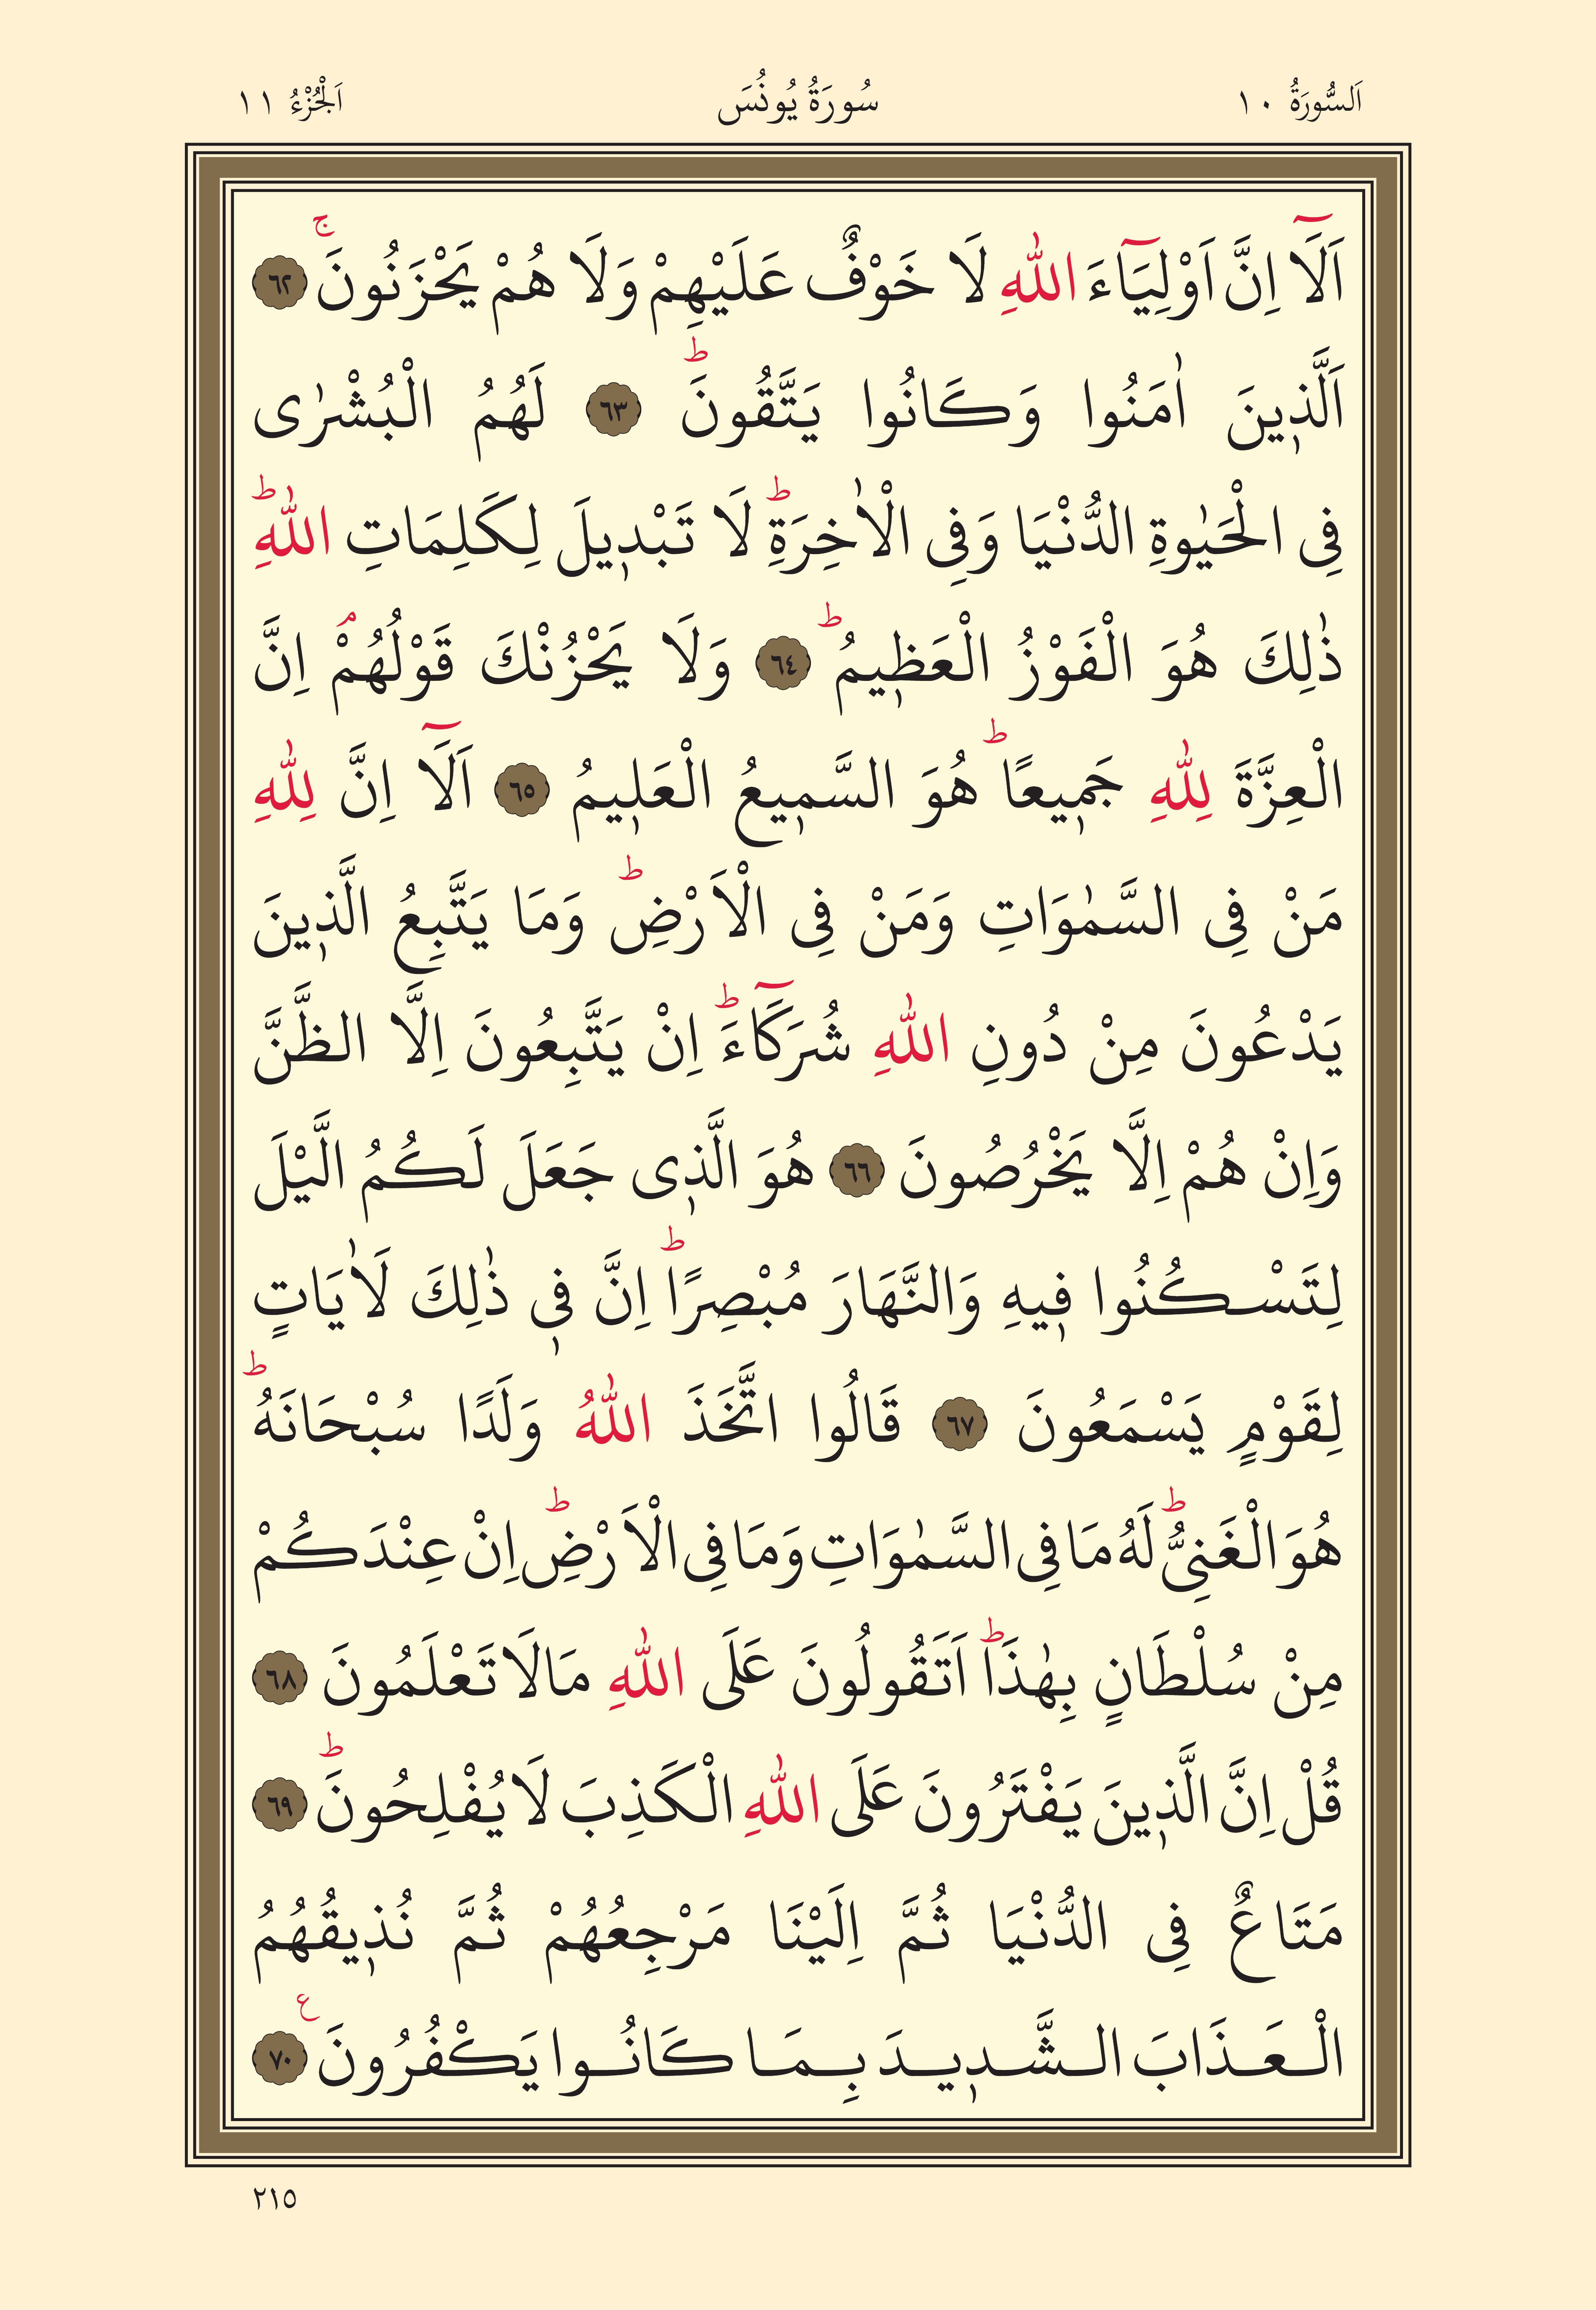 اَلسُّورَةُ ١٠
سُورَةُ يُونُسَ
اَلْجُزْءُ ١١
اَلَٓا اِنَّ اَوْلِيَٓاءَ اللّٰهِ لَا خَوْفٌ عَلَيْهِمْ وَلَا هُمْ يَحْزَنُونَۚ ﴿٦٢﴾
اَلَّذ۪ينَ اٰمَنُوا وَكَانُوا يَتَّقُونَۜ ﴿٦٣﴾ لَهُمُ الْبُشْرٰى
فِى الْحَيٰوةِ الدُّنْيَا وَفِى الْاٰخِرَةِۜ لَا تَبْد۪يلَ لِكَلِمَاتِ اللّٰهِۜ
ذٰلِكَ هُوَ الْفَوْزُ الْعَظ۪يمُۜ ﴿٦٤﴾ وَلَا يَحْزُنْكَ قَوْلُهُمْۢ اِنَّ
الْعِزَّةَ لِلّٰهِ جَم۪يعًاۜ هُوَ السَّم۪يعُ الْعَل۪يمُ ﴿٦٥﴾ اَلَٓا اِنَّ لِلّٰهِ
مَنْ فِى السَّمٰوَاتِ وَمَنْ فِى الْاَرْضِۜ وَمَا يَتَّبِعُ الَّذ۪ينَ
يَدْعُونَ مِنْ دُونِ اللّٰهِ شُرَكَٓاءَۜ اِنْ يَتَّبِعُونَ اِلَّا الظَّنَّ
وَاِنْ هُمْ اِلَّا يَخْرُصُونَ ﴿٦٦﴾ هُوَ الَّذ۪ى جَعَلَ لَكُمُ الَّيْلَ
لِتَسْكُنُوا ف۪يهِ وَالنَّهَارَ مُبْصِرًاۜ اِنَّ ف۪ى ذٰلِكَ لَاٰيَاتٍ
لِقَوْمٍ يَسْمَعُونَ ﴿٦٧﴾ قَالُوا اتَّخَذَ اللّٰهُ وَلَدًا سُبْحَانَهُۜ
هُوَ الْغَنِىُّۜ لَهُ مَا فِى السَّمٰوَاتِ وَمَا فِى الْاَرْضِۜ اِنْ عِنْدَكُمْ
مِنْ سُلْطَانٍ بِهٰذَاۜ اَتَقُولُونَ عَلَى اللّٰهِ مَالَا تَعْلَمُونَ ﴿٦٨﴾
قُلْ اِنَّ الَّذ۪ينَ يَفْتَرُونَ عَلَى اللّٰهِ الْكَذِبَ لَا يُفْلِحُونَۜ ﴿٦٩﴾
مَتَاعٌ فِى الدُّنْيَا ثُمَّ اِلَيْنَا مَرْجِعُهُمْ ثُمَّ نُذ۪يقُهُمُ
الْعَذَابَ الشَّد۪يدَ بِمَا كَانُوا يَكْفُرُونَ ع ﴿٧٠﴾
٢١٥